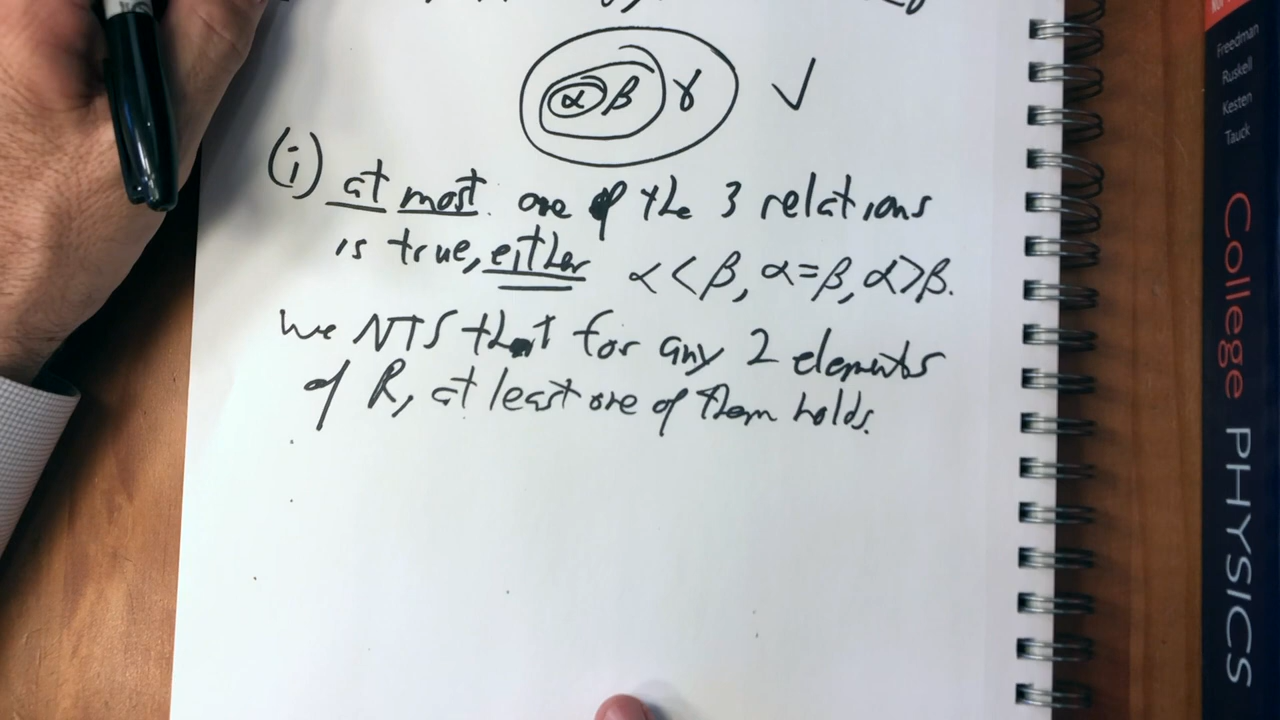 α β γ ✓
(i) at most one of the 3 relations
is true, either α < β, α = β, α > β.
We NTS that for any 2 elements
of R, at least one of them holds.
Freedman
Ruskell
Kesten
Tauck
College PHYSICS